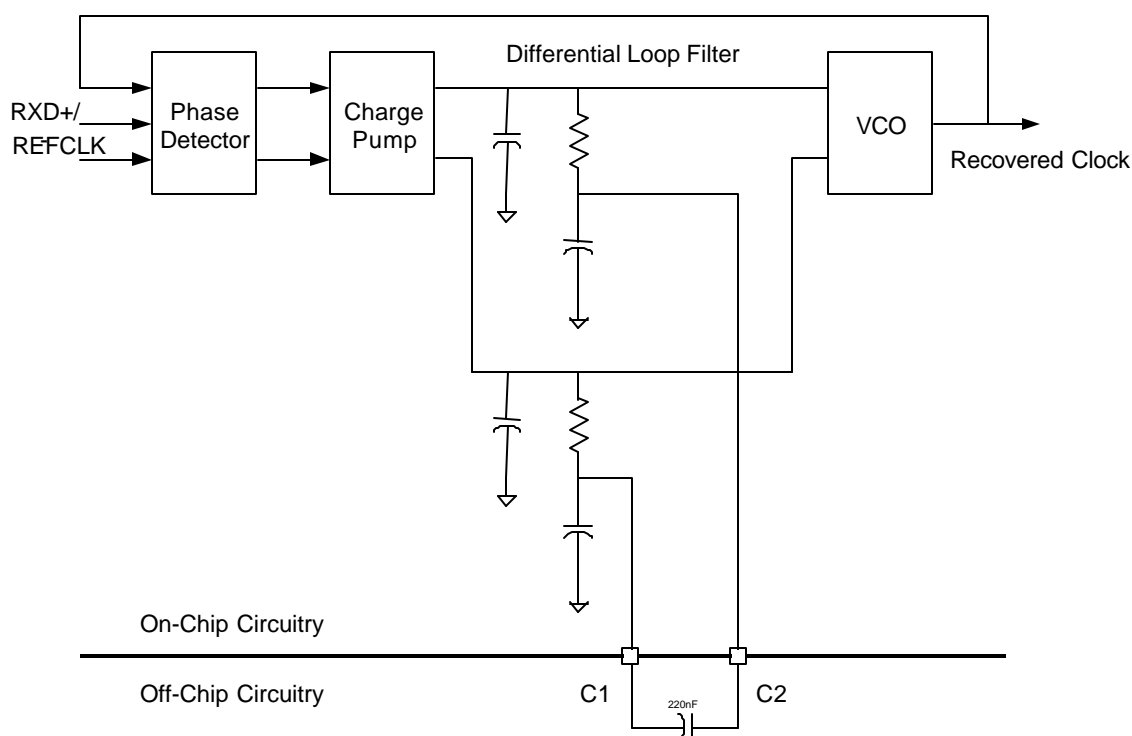 Differential Loop Filter
RXD+/-
REFCLK
Phase
Detector
Charge
Pump
VCO
Recovered Clock
On-Chip Circuitry
Off-Chip Circuitry
C1
220nF
C2